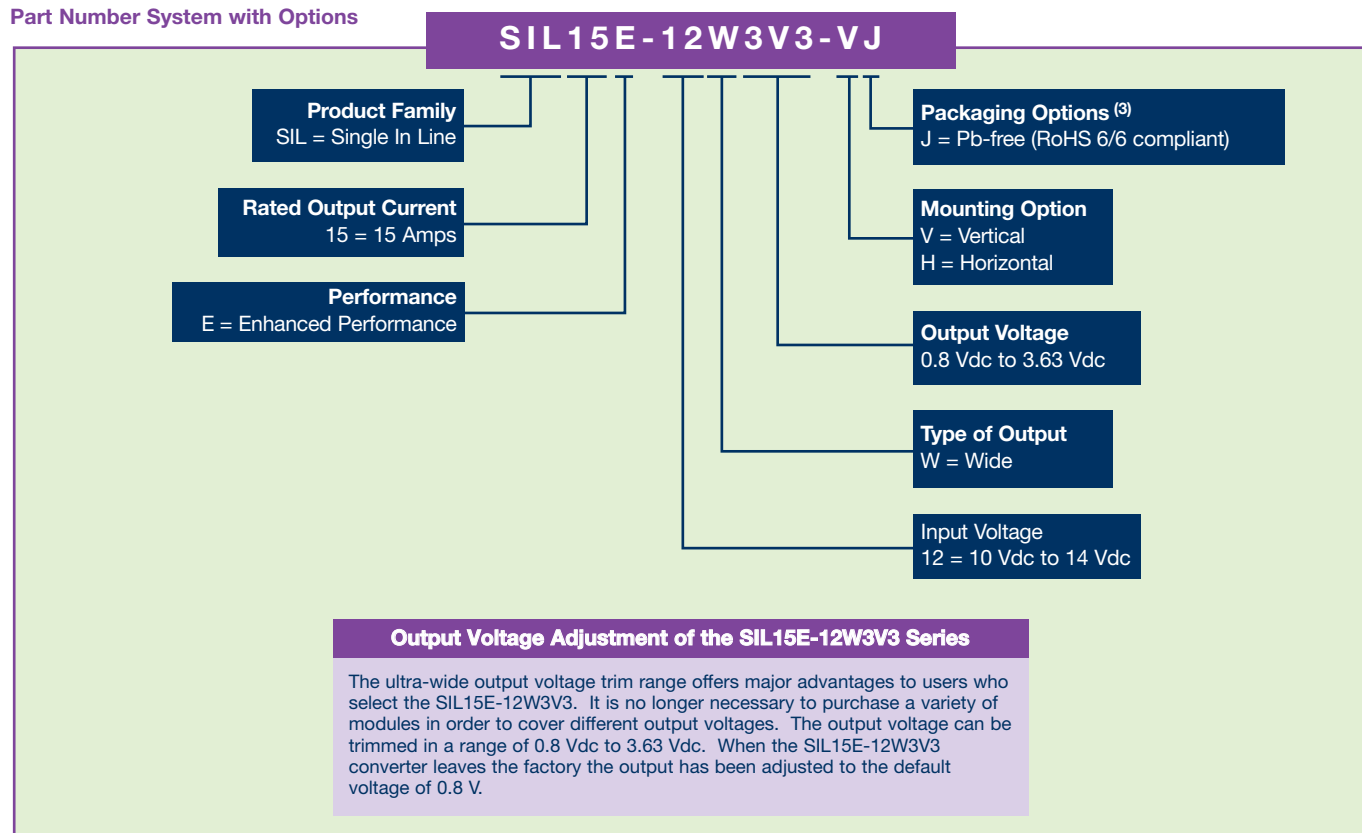 Part Number System with Options
SIL15E-12W3V3-VJ
Product Family
SIL = Single In Line
Rated Output Current
15 = 15 Amps
Performance
E = Enhanced Performance
Packaging Options (3)
J = Pb-free (RoHS 6/6 compliant)
Mounting Option
V = Vertical
H = Horizontal
Output Voltage
0.8 Vdc to 3.63 Vdc
Type of Output
W = Wide
Input Voltage
12 = 10 Vdc to 14 Vdc
Output Voltage Adjustment of the SIL15E-12W3V3 Series
The ultra-wide output voltage trim range offers major advantages to users who
select the SIL15E-12W3V3. It is no longer necessary to purchase a variety of
modules in order to cover different output voltages. The output voltage can be
trimmed in a range of 0.8 Vdc to 3.63 Vdc. When the SIL15E-12W3V3
converter leaves the factory the output has been adjusted to the default
voltage of 0.8 V.